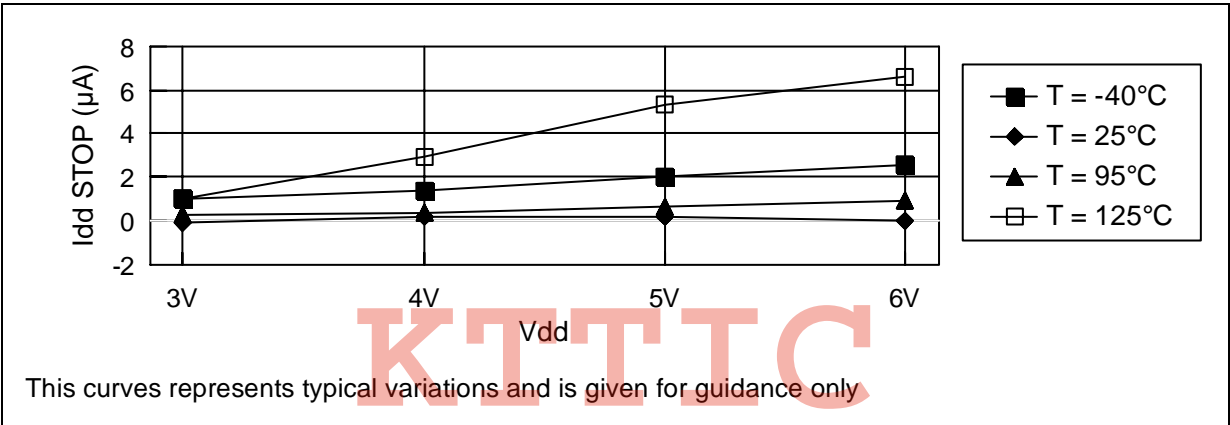 8
6
4
2
0
-2
Idd STOP (µA)
3V 4V 5V 6V
Vdd
T = -40°C
T = 25°C
T = 95°C
T = 125°C
KTTIC
This curves represents typical variations and is given for guidance only